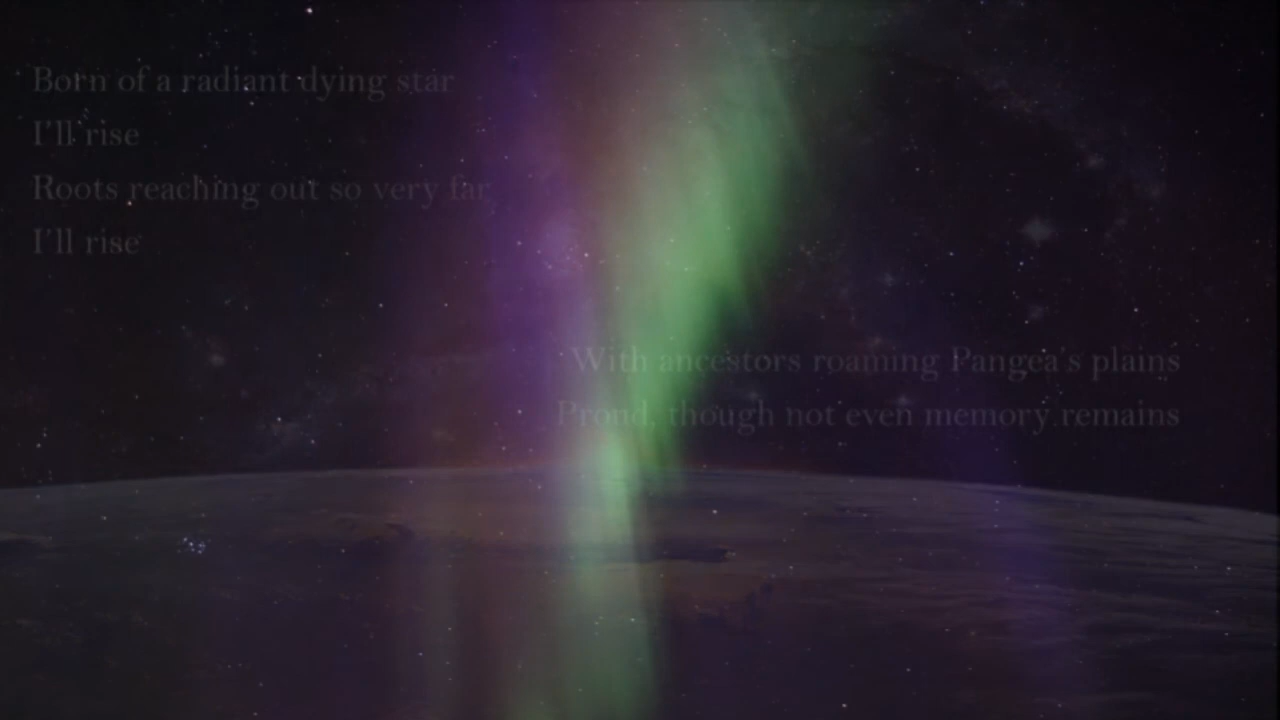 Born of a radiant dying star
I'll rise
Roots reaching out so very far
I'll rise
With ancestors roaming Pangea's plains
Proud, though not even memory remains